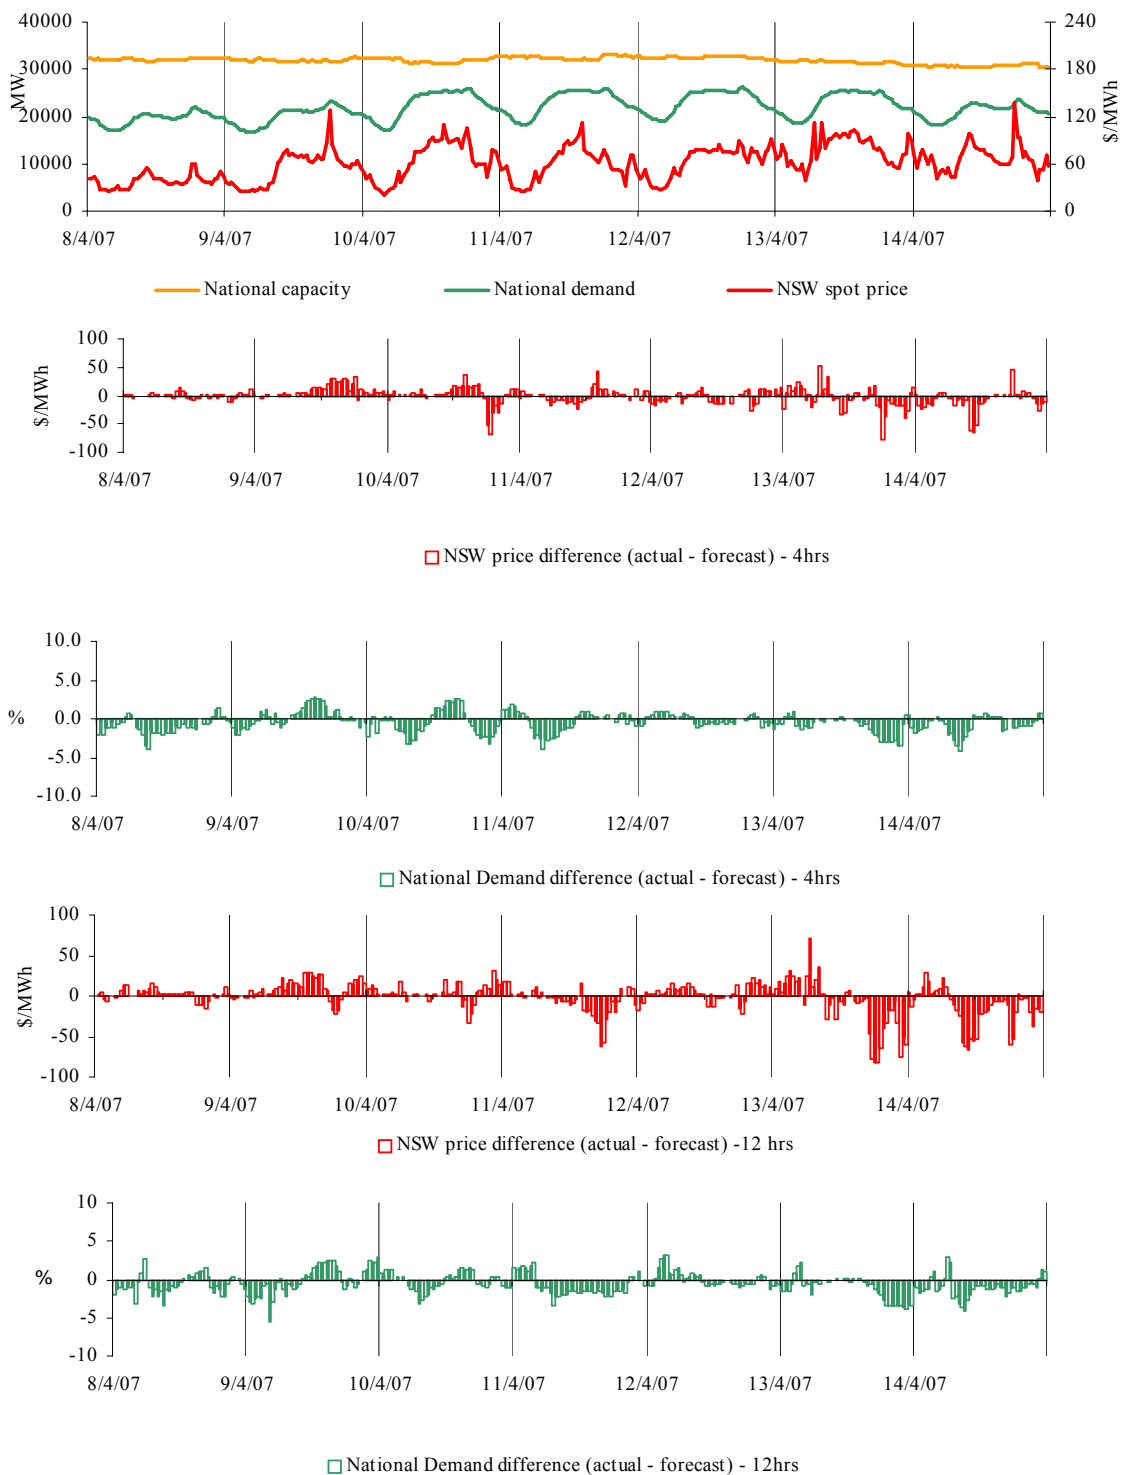 40000
30000
20000
10000
0
MW
240
180
120
60
0
$/MWh
8/4/07 9/4/07 10/4/07 11/4/07 12/4/07 13/4/07 14/4/07
National capacity National demand NSW spot price
100
50
0
-50
-100
$/MWh
8/4/07 9/4/07 10/4/07 11/4/07 12/4/07 13/4/07 14/4/07
NSW price difference (actual - forecast) - 4hrs
10.0
5.0
0.0
-5.0
-10.0
%
8/4/07 9/4/07 10/4/07 11/4/07 12/4/07 13/4/07 14/4/07
National Demand difference (actual - forecast) - 4hrs
100
50
0
-50
-100
$/MWh
8/4/07 9/4/07 10/4/07 11/4/07 12/4/07 13/4/07 14/4/07
NSW price difference (actual - forecast) -12 hrs
10
5
0
-5
-10
%
8/4/07 9/4/07 10/4/07 11/4/07 12/4/07 13/4/07 14/4/07
National Demand difference (actual - forecast) - 12hrs